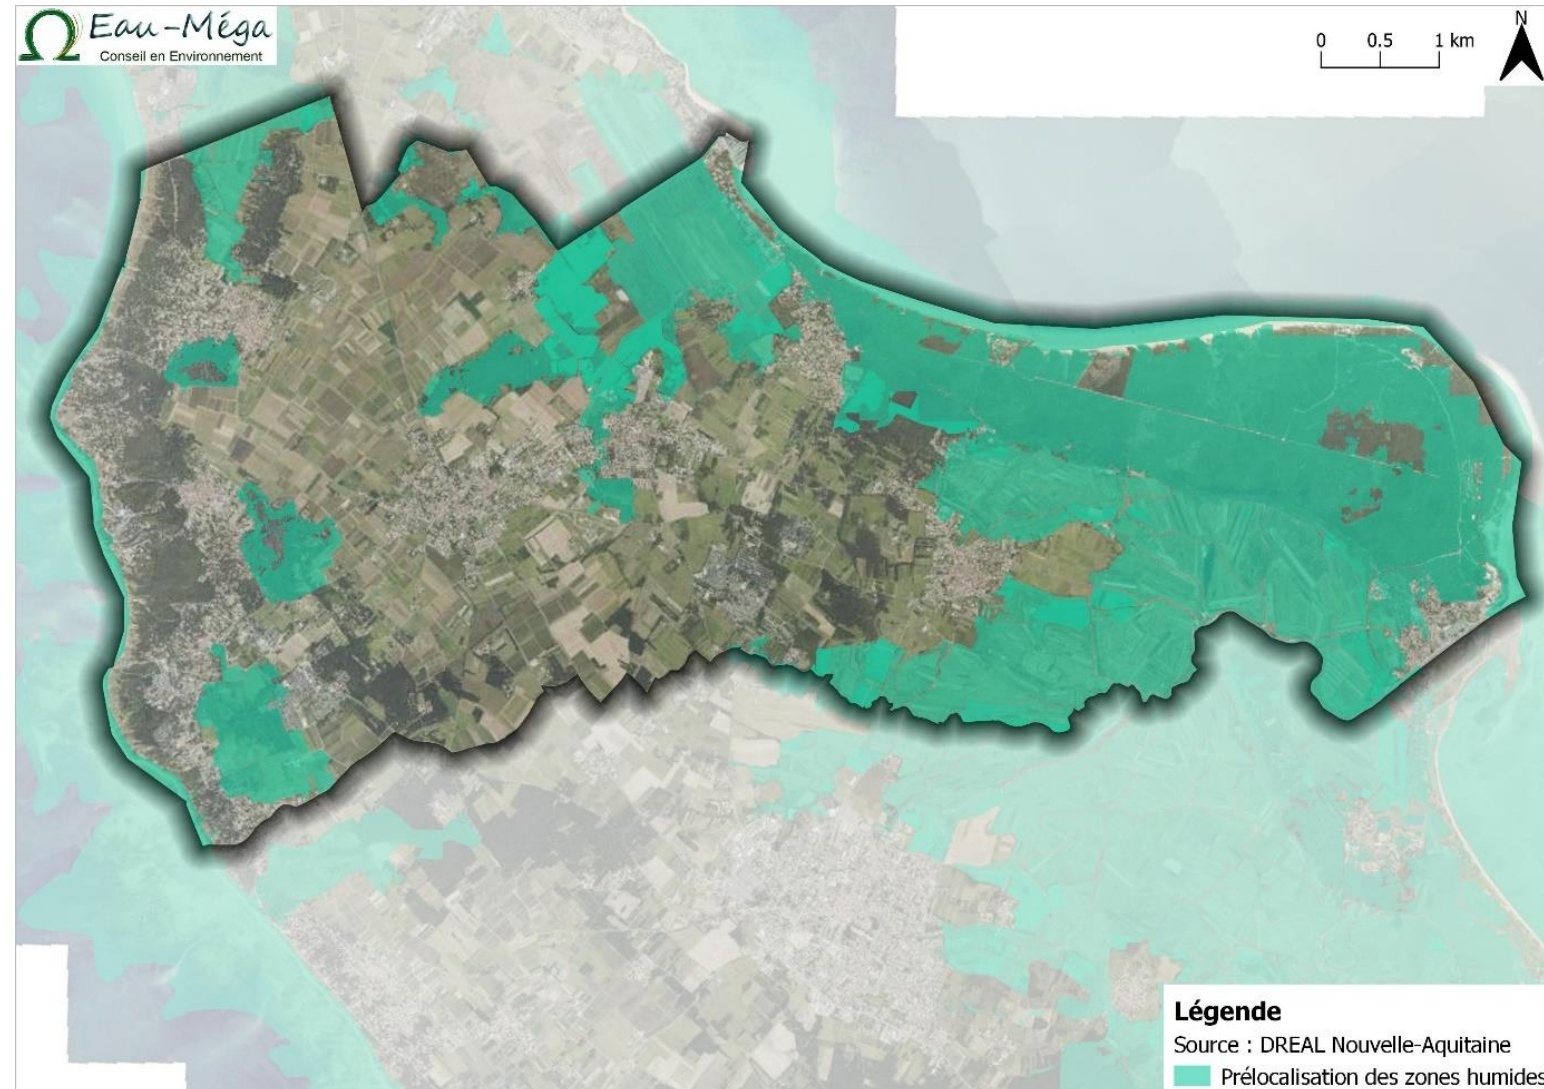 Eau-Méga
Conseil en Environnement
0 0.5 1 km
N
Légende
Source : DREAL Nouvelle-Aquitaine
Prélocalisation des zones humides